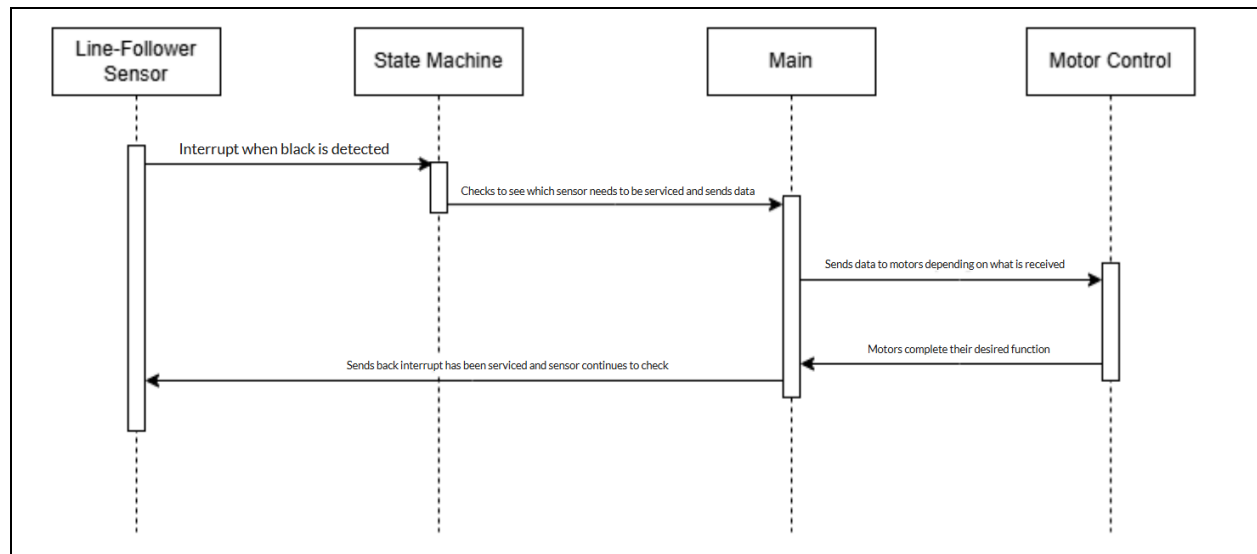 Line-Follower
Sensor
State Machine
Main
Motor Control
Interrupt when black is detected
Checks to see which sensor needs to be serviced and sends data
Sends data to motors depending on what is received
Motors complete their desired function
Sends back interrupt has been serviced and sensor continues to check